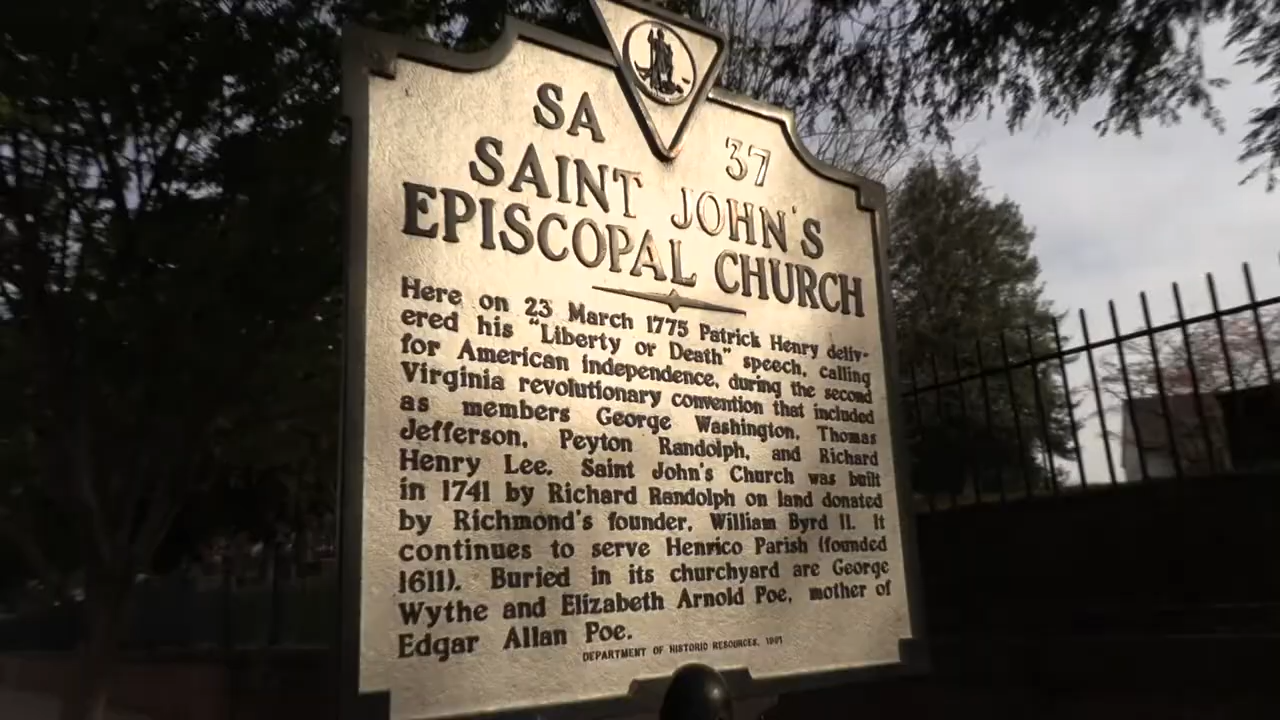 SA 37
SAINT JOHN'S
EPISCOPAL CHURCH
Here on 23 March 1775 Patrick Henry deliv-
ered his "Liberty or Death" speech, calling
for American independence, during the second
Virginia revolutionary convention that included
as members George Washington, Thomas
Jefferson, Peyton Randolph, and Richard
Henry Lee. Saint John's Church was built
in 1741 by Richard Randolph on land donated
by Richmond's founder, William Byrd II. It
continues to serve Henrico Parish (founded
1611). Buried in its churchyard are George
Wythe and Elizabeth Arnold Poe, mother of
Edgar Allan Poe.
DEPARTMENT OF HISTORIC RESOURCES,